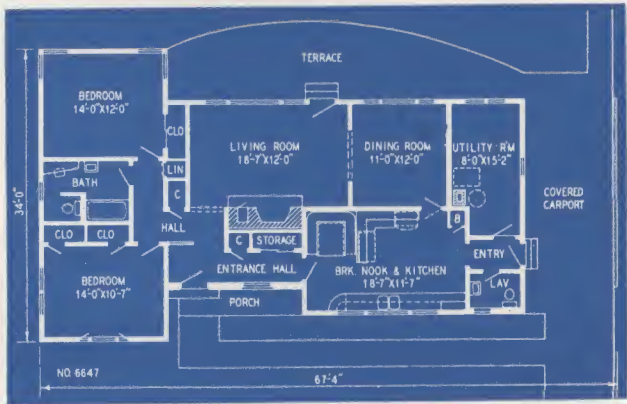 TERRACE
BEDROOM
14'-0"X12'-0"
CLO
LIVING ROOM
18'-7"X12'-0"
DINING ROOM
11'-0"X12'-0"
UTILITY R'M
8'-0"X15'-2"
COVERED
CARPORT
34'-0"
BATH
LIN
C
HALL
CLO
CLO
C
STORAGE
B
ENTRY
ENTRANCE HALL
BRK. NOOK & KITCHEN
18'-7"X11'-7"
LAV
BEDROOM
14'-0"X10'-7"
PORCH
NO. 6647
67'-4"